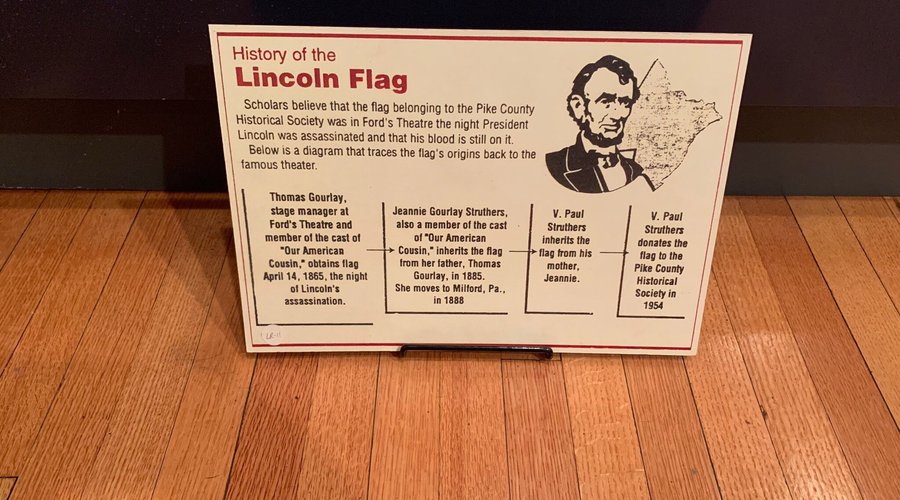 History of the
Lincoln Flag
Scholars believe that the flag belonging to the Pike County
Historical Society was in Ford's Theatre the night President
Lincoln was assassinated and that his blood is still on it.
Below is a diagram that traces the flag's origins back to the
famous theater.
Thomas Gourlay,
stage manager at
Ford's Theatre and
member of the cast of
"Our American
Cousin," obtains flag
April 14, 1865, the night
of Lincoln's
assassination.
Jeannie Gourlay Struthers,
also a member of the cast
of "Our American
Cousin," inherits the flag
from her father, Thomas
Gourlay, in 1885.
She moves to Milford, Pa.,
in 1888
V. Paul
Struthers
inherits the
flag from his
mother,
Jeannie.
V. Paul
Struthers
donates the
flag to the
Pike County
Historical
Society in
1954